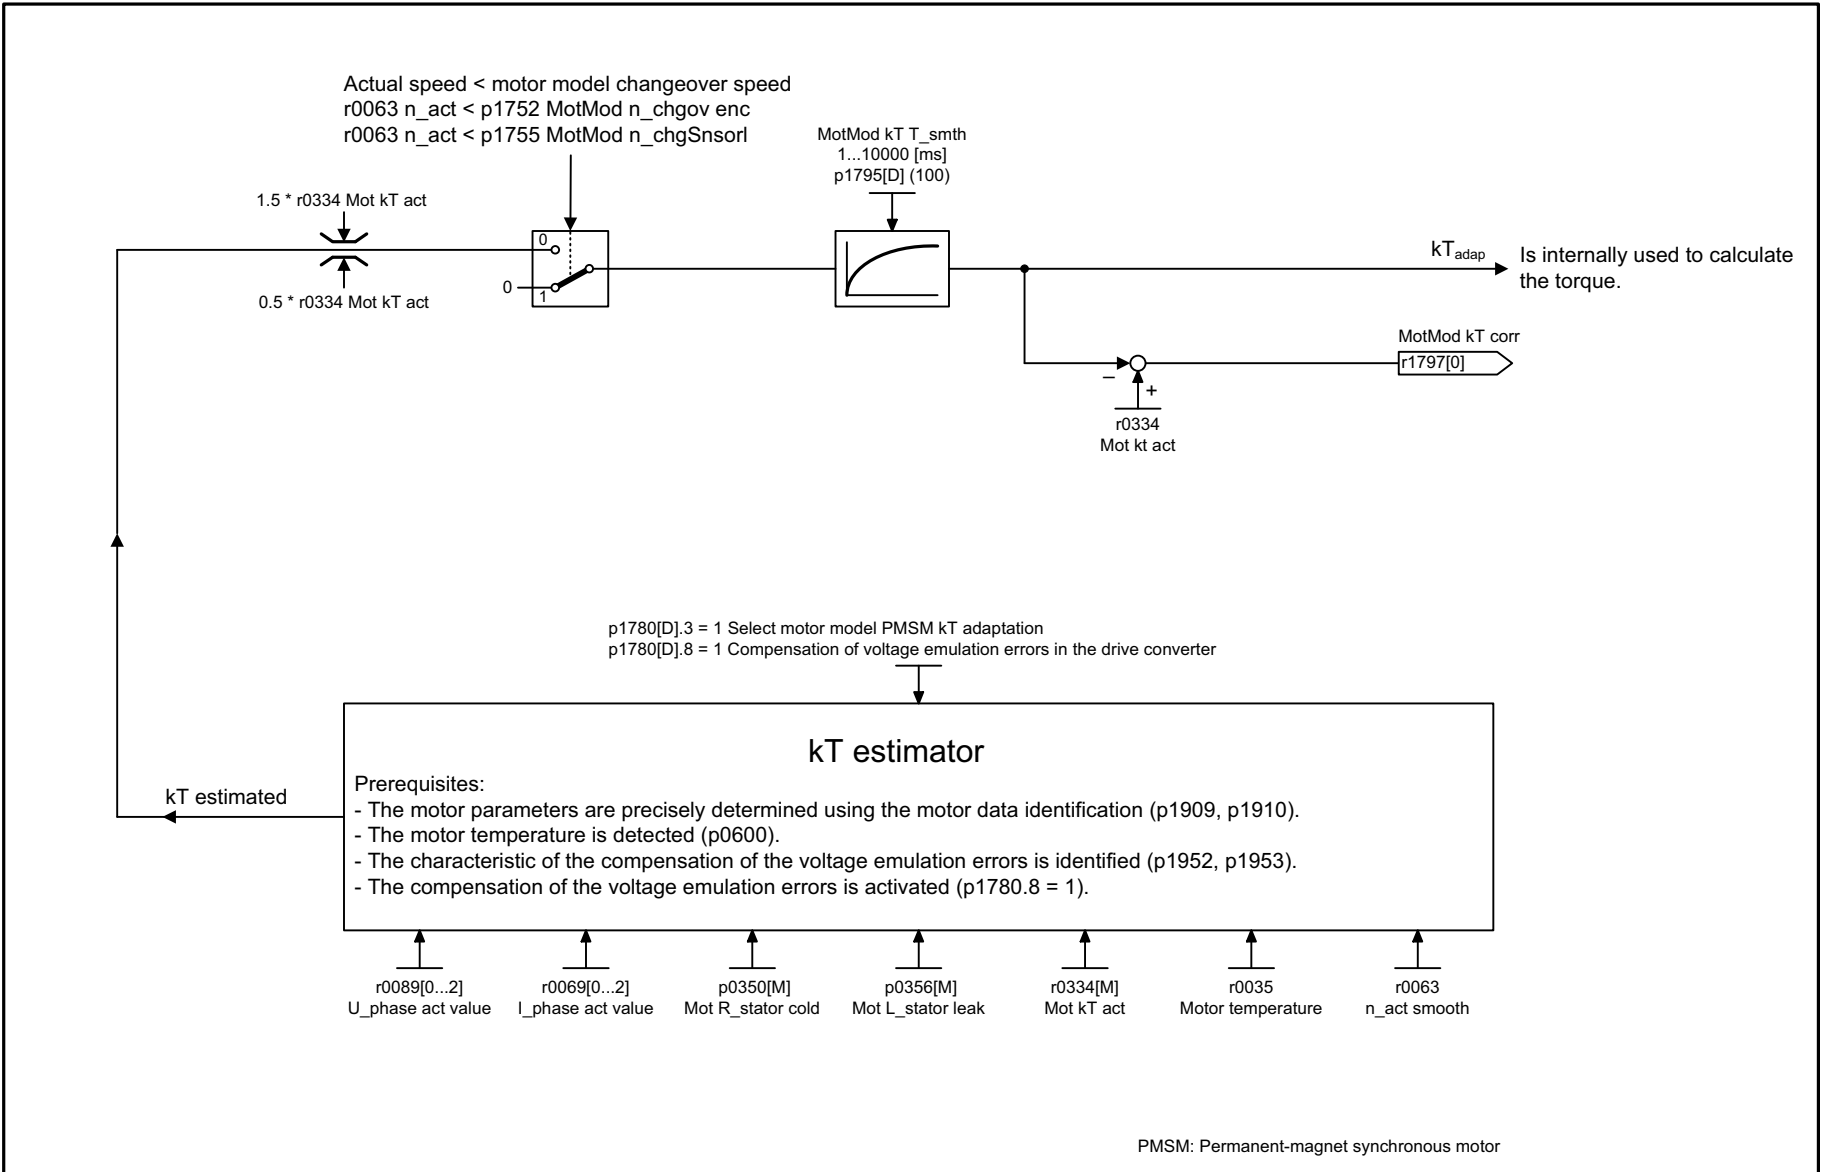 Actual speed < motor model changeover speed
r0063 n_act < p1752 MotMod n_chgov enc
r0063 n_act < p1755 MotMod n_chgSnsorl
MotMod kT T_smth
1...10000 [ms]
p1795[D] (100)
1.5 * r0334 Mot kT act
0.5 * r0334 Mot kT act
0
0
1
kTadap
Is internally used to calculate
the torque.
MotMod kT corr
r1797[0]
–
+
r0334
Mot kt act
p1780[D].3 = 1 Select motor model PMSM kT adaptation
p1780[D].8 = 1 Compensation of voltage emulation errors in the drive converter
kT estimator
kT estimated
Prerequisites:
- The motor parameters are precisely determined using the motor data identification (p1909, p1910).
- The motor temperature is detected (p0600).
- The characteristic of the compensation of the voltage emulation errors is identified (p1952, p1953).
- The compensation of the voltage emulation errors is activated (p1780.8 = 1).
r0089[0...2]
U_phase act value
r0069[0...2]
I_phase act value
p0350[M]
Mot R_stator cold
p0356[M]
Mot L_stator leak
r0334[M]
Mot kT act
r0035
Motor temperature
r0063
n_act smooth
PMSM: Permanent-magnet synchronous motor